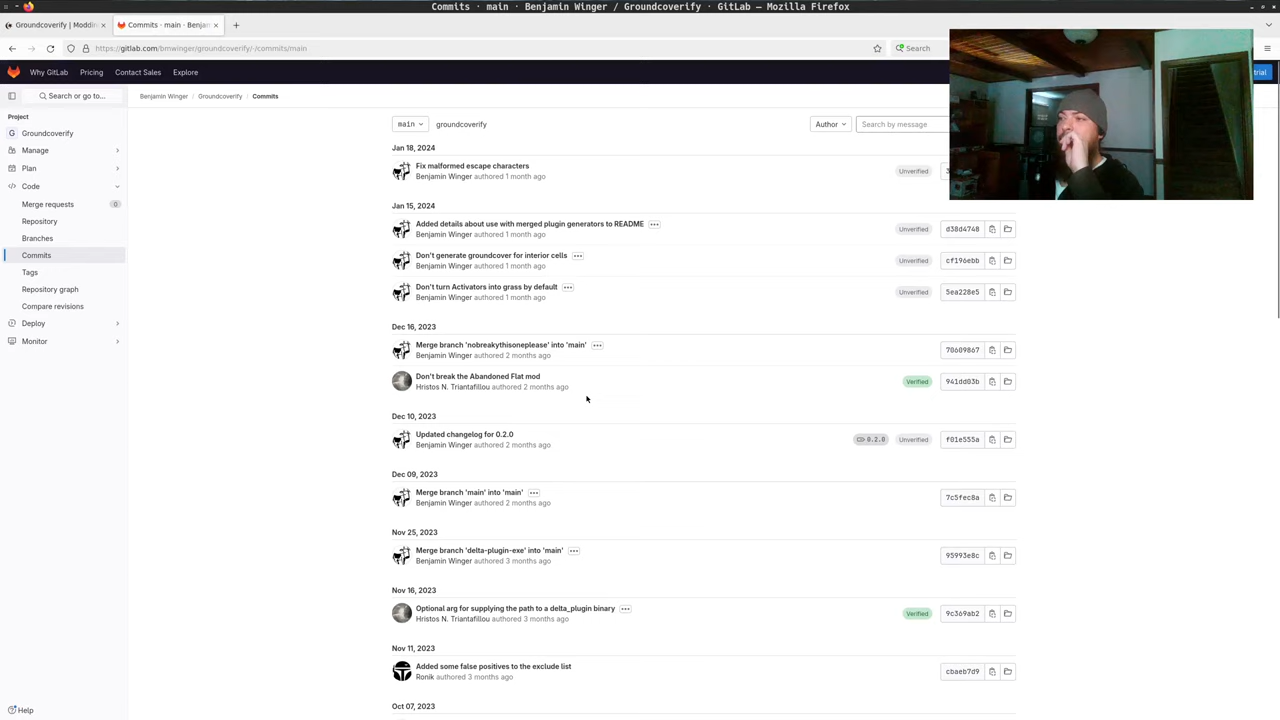 Commits · main · Benjamin Winger / Groundcoverify · GitLab — Mozilla Firefox
Groundcoverify | Moddin
Commits · main · Benjam
https://gitlab.com/bmwinger/groundcoverify/-/commits/main
Search
Why GitLab
Pricing
Contact Sales
Explore
trial
Search or go to...
Benjamin Winger / Groundcoverify / Commits
Project
G Groundcoverify
Manage
Plan
Code
Merge requests 0
Repository
Branches
Commits
Tags
Repository graph
Compare revisions
Deploy
Monitor
Help
main groundcoverify
Author
Search by message
Jan 18, 2024
Fix malformed escape characters
Benjamin Winger authored 1 month ago
Unverified
Jan 15, 2024
Added details about use with merged plugin generators to README
Benjamin Winger authored 1 month ago
Unverified d38d4748
Don't generate groundcover for interior cells
Benjamin Winger authored 1 month ago
Unverified cf196ebb
Don't turn Activators into grass by default
Benjamin Winger authored 1 month ago
Unverified 5ea228e5
Dec 16, 2023
Merge branch 'nobreakythisoneplease' into 'main'
Benjamin Winger authored 2 months ago
70609867
Don't break the Abandoned Flat mod
Hristos N. Triantafillou authored 2 months ago
Verified 941dd03b
Dec 10, 2023
Updated changelog for 0.2.0
Benjamin Winger authored 2 months ago
0.2.0 Unverified f01e555a
Dec 09, 2023
Merge branch 'main' into 'main'
Benjamin Winger authored 2 months ago
7c5fec8a
Nov 25, 2023
Merge branch 'delta-plugin-exe' into 'main'
Benjamin Winger authored 3 months ago
95993e8c
Nov 16, 2023
Optional arg for supplying the path to a delta_plugin binary
Hristos N. Triantafillou authored 3 months ago
Verified 9c369ab2
Nov 11, 2023
Added some false positives to the exclude list
Ronik authored 3 months ago
cbaeb7d9
Oct 07, 2023